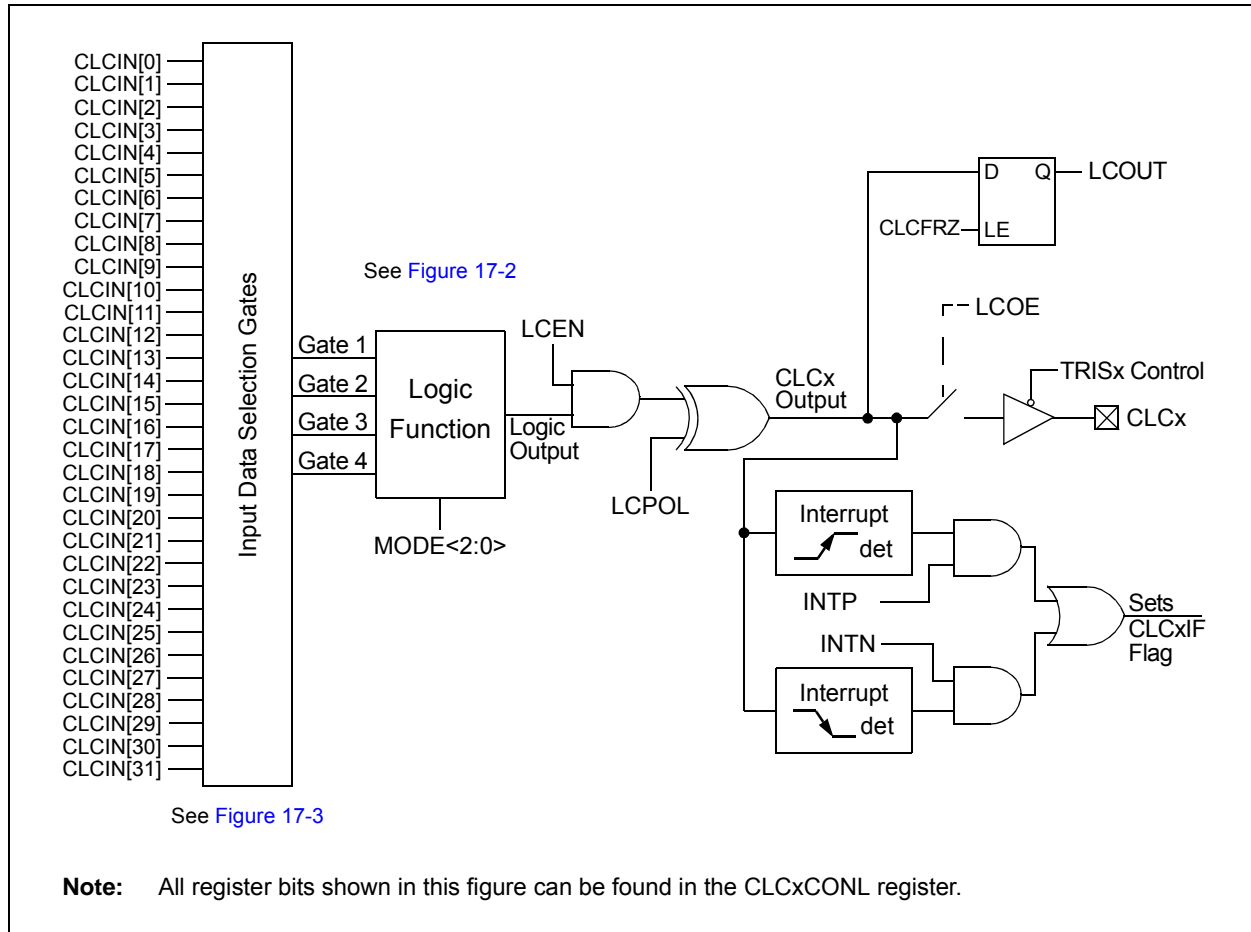 CLCIN[0]
CLCIN[1]
CLCIN[2]
CLCIN[3]
CLCIN[4]
CLCIN[5]
CLCIN[6]
CLCIN[7]
CLCIN[8]
CLCIN[9]
CLCIN[10]
CLCIN[11]
CLCIN[12]
CLCIN[13]
CLCIN[14]
CLCIN[15]
CLCIN[16]
CLCIN[17]
CLCIN[18]
CLCIN[19]
CLCIN[20]
CLCIN[21]
CLCIN[22]
CLCIN[23]
CLCIN[24]
CLCIN[25]
CLCIN[26]
CLCIN[27]
CLCIN[28]
CLCIN[29]
CLCIN[30]
CLCIN[31]
Input Data Selection Gates
See Figure 17-3
See Figure 17-2
Gate 1
Gate 2
Gate 3
Gate 4
Logic
Function
MODE<2:0>
LCEN
Logic
Output
LCPOL
CLCx
Output
D
Q
LCOUT
CLCFRZ
LE
LCOE
TRISx Control
CLCx
Interrupt
det
INTP
INTN
Interrupt
det
Sets
CLCxIF
Flag
Note: All register bits shown in this figure can be found in the CLCxCONL register.